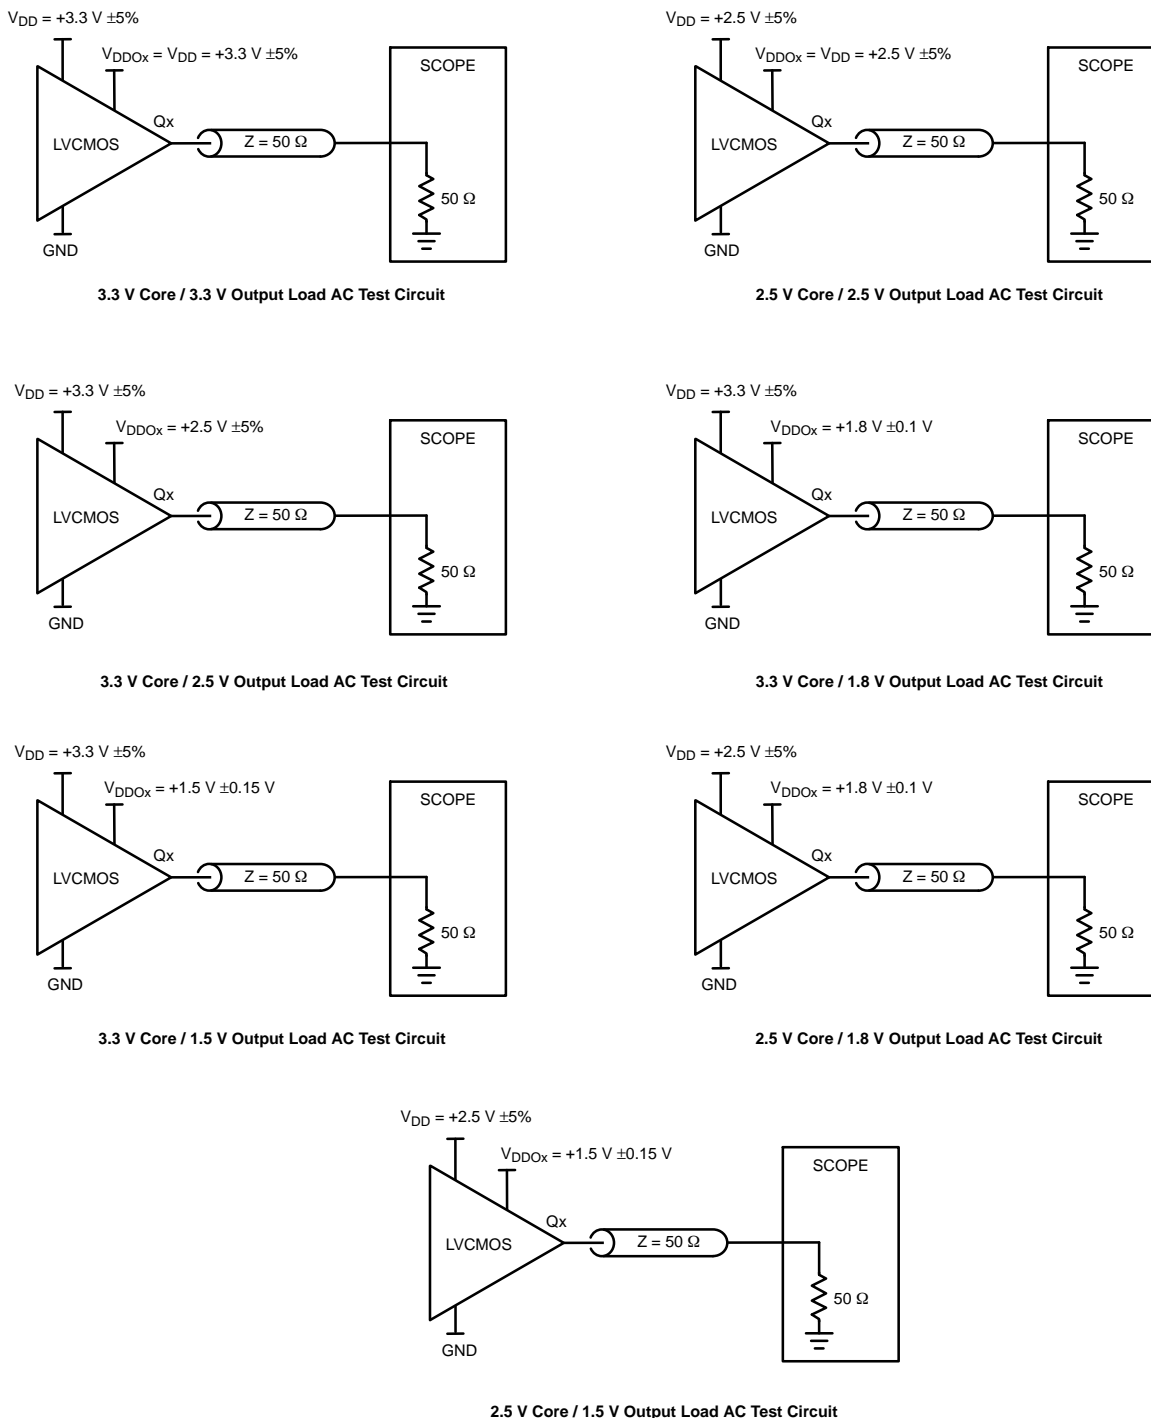 VDD = +3.3 V ±5%
VDDOx = VDD = +3.3 V ±5%
SCOPE
Qx
LVCMOS
Z = 50 Ω
50 Ω
GND
3.3 V Core / 3.3 V Output Load AC Test Circuit
VDD = +2.5 V ±5%
VDDOx = VDD = +2.5 V ±5%
SCOPE
Qx
LVCMOS
Z = 50 Ω
50 Ω
GND
2.5 V Core / 2.5 V Output Load AC Test Circuit
VDD = +3.3 V ±5%
VDDOx = +2.5 V ±5%
SCOPE
Qx
LVCMOS
Z = 50 Ω
50 Ω
GND
3.3 V Core / 2.5 V Output Load AC Test Circuit
VDD = +3.3 V ±5%
VDDOx = +1.8 V ±0.1 V
SCOPE
Qx
LVCMOS
Z = 50 Ω
50 Ω
GND
3.3 V Core / 1.8 V Output Load AC Test Circuit
VDD = +3.3 V ±5%
VDDOx = +1.5 V ±0.15 V
SCOPE
Qx
LVCMOS
Z = 50 Ω
50 Ω
GND
3.3 V Core / 1.5 V Output Load AC Test Circuit
VDD = +2.5 V ±5%
VDDOx = +1.8 V ±0.1 V
SCOPE
Qx
LVCMOS
Z = 50 Ω
50 Ω
GND
2.5 V Core / 1.8 V Output Load AC Test Circuit
VDD = +2.5 V ±5%
VDDOx = +1.5 V ±0.15 V
SCOPE
Qx
LVCMOS
Z = 50 Ω
50 Ω
GND
2.5 V Core / 1.5 V Output Load AC Test Circuit